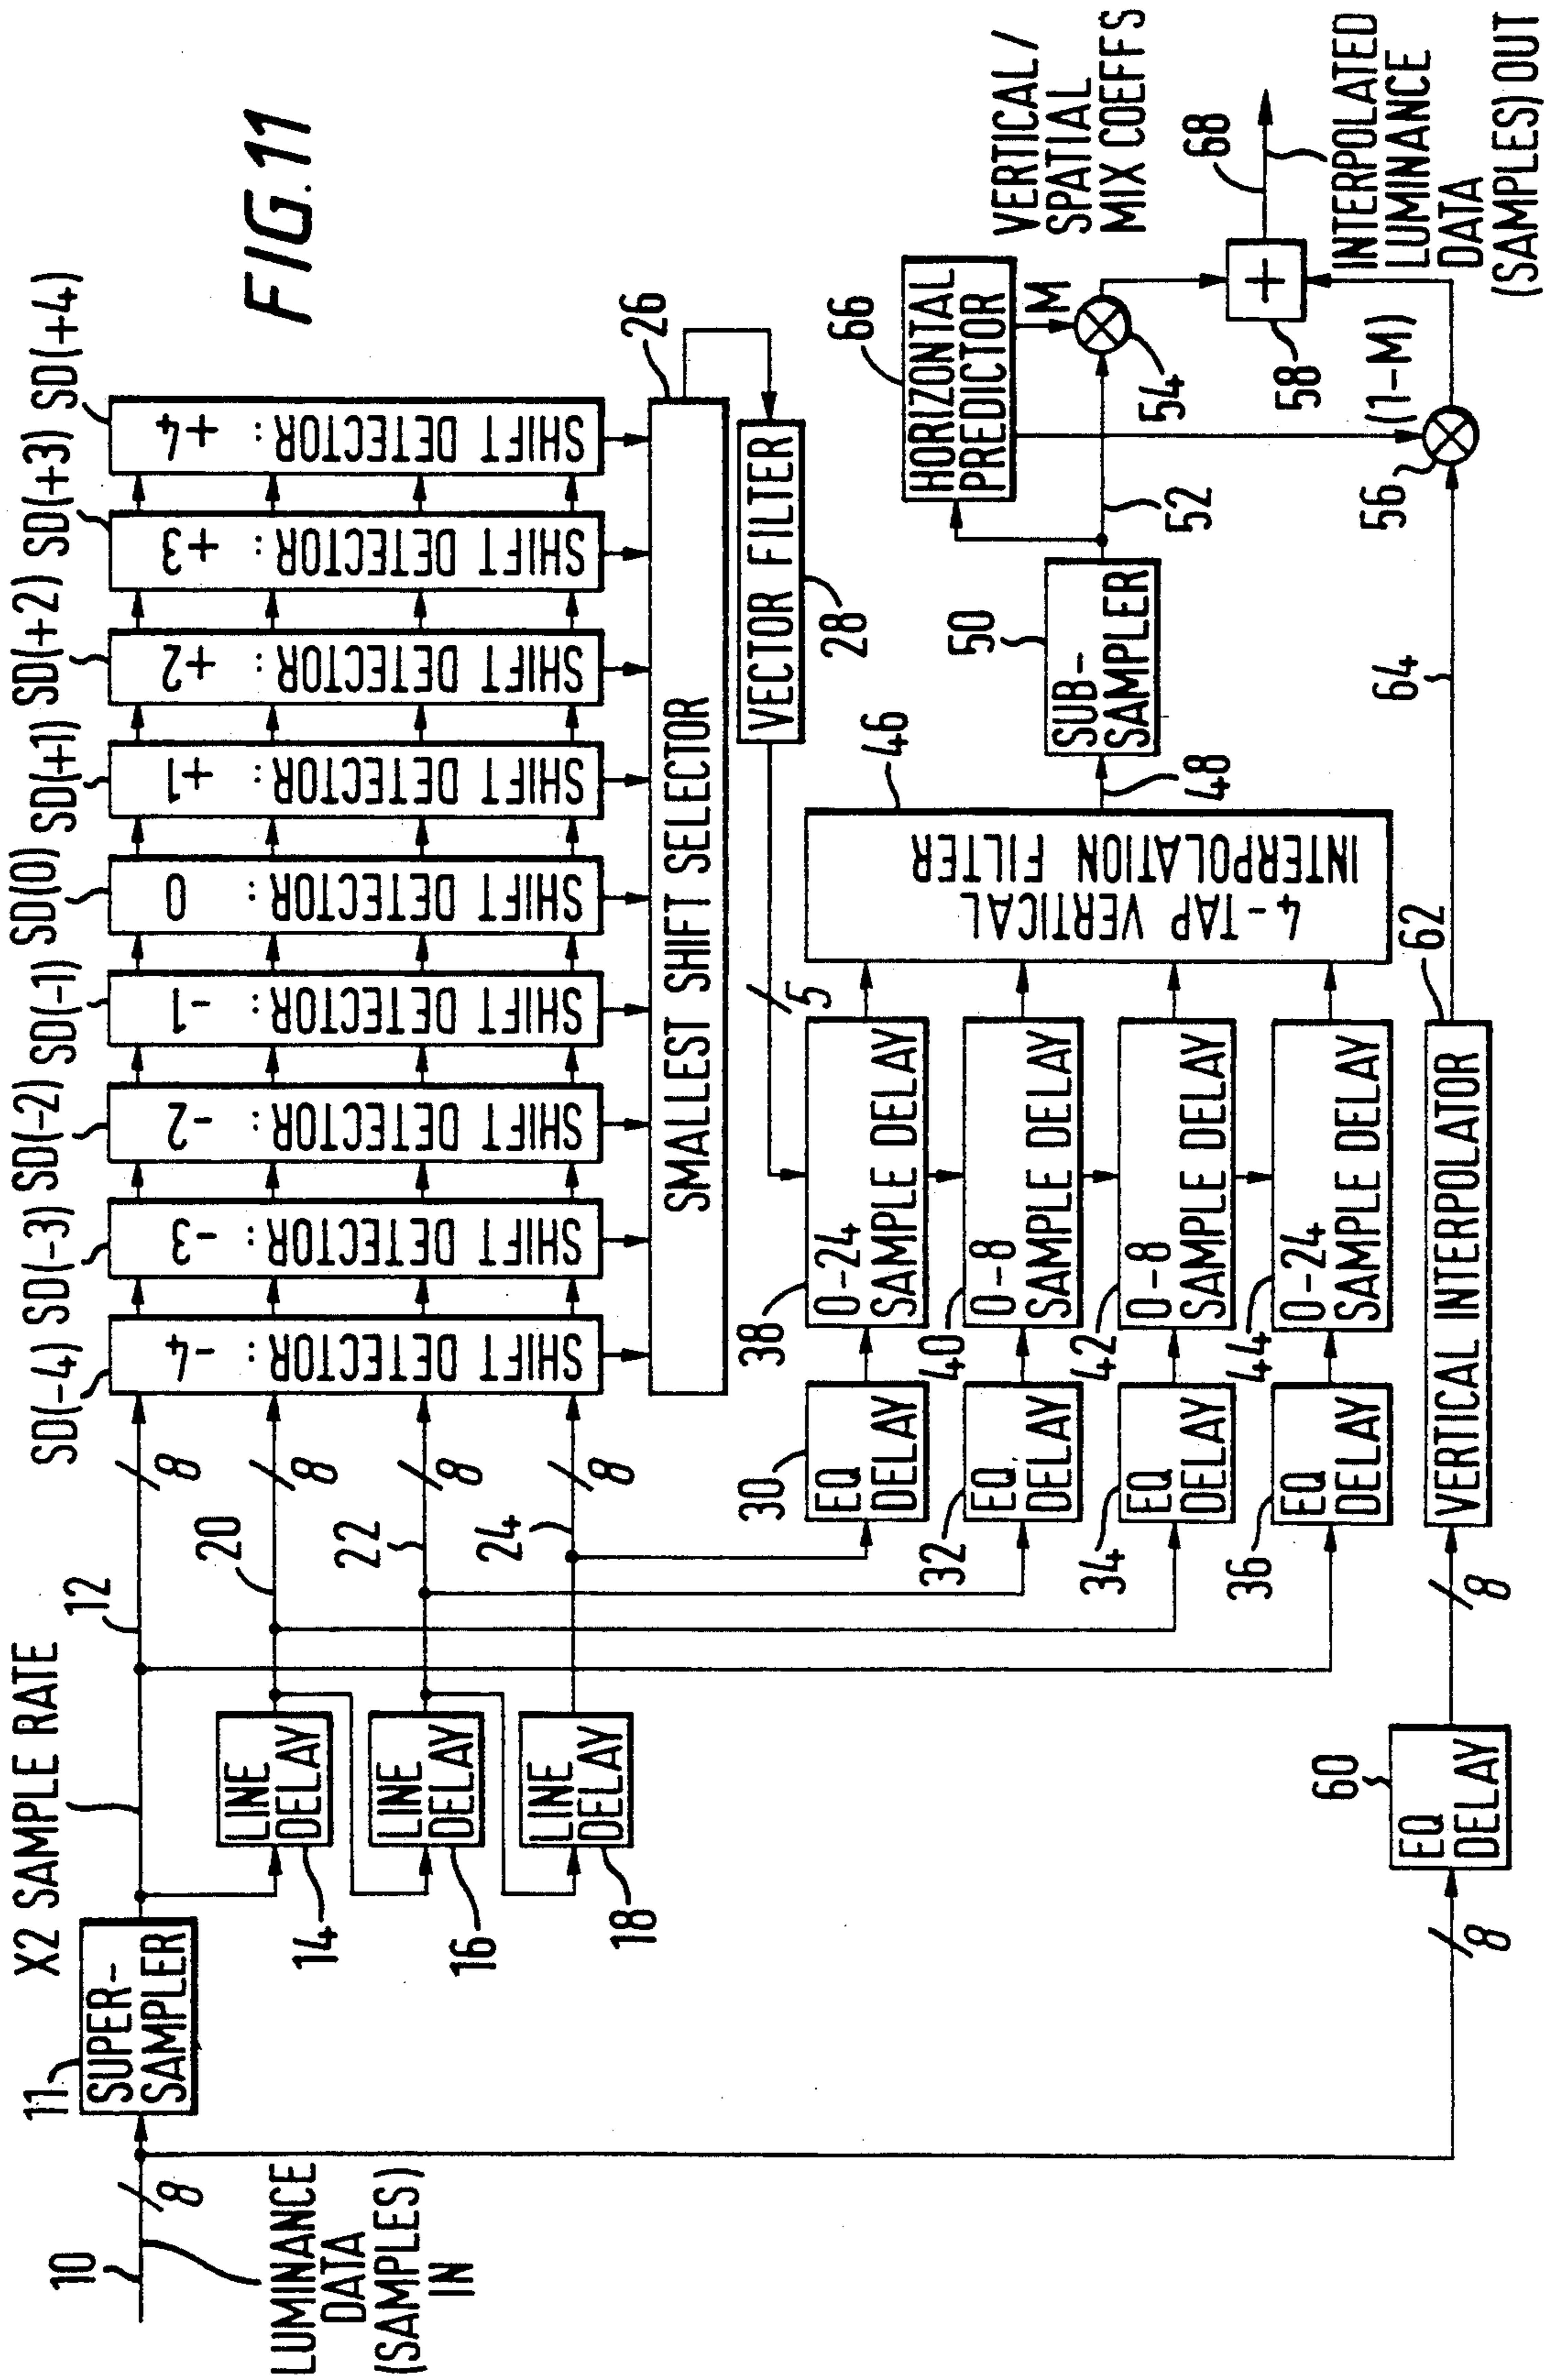 FIG.11
X2 SAMPLE RATE
SD(-4)
SD(-3)
SD(-2)
SD(-1)
SD(0)
SD(+1)
SD(+2)
SD(+3)
SD(+4)
10
8
LUMINANCE
DATA
(SAMPLES)
IN
11
SUPER-
SAMPLER
12
20
22
24
8
8
8
8
LINE
DELAY
14
LINE
DELAY
16
LINE
DELAY
18
SHIFT DETECTOR: -4
SHIFT DETECTOR: -3
SHIFT DETECTOR: -2
SHIFT DETECTOR: -1
SHIFT DETECTOR: 0
SHIFT DETECTOR: +1
SHIFT DETECTOR: +2
SHIFT DETECTOR: +3
SHIFT DETECTOR: +4
SMALLEST SHIFT SELECTOR
26
VECTOR FILTER
28
5
30
EQ
DELAY
38
0-24
SAMPLE DELAY
32
EQ
DELAY
40
0-8
SAMPLE DELAY
34
EQ
DELAY
42
0-8
SAMPLE DELAY
36
EQ
DELAY
44
0-24
SAMPLE DELAY
4-TAP VERTICAL
INTERPOLATION FILTER
46
48
50
SUB-
SAMPLER
52
66
HORIZONTAL
PREDICTOR
M
54
VERTICAL/
SPATIAL
MIX COEFFS
(1-M)
56
58
+
68
INTERPOLATED
LUMINANCE
DATA
(SAMPLES) OUT
8
60
EQ
DELAY
8
VERTICAL INTERPOLATOR
62
64